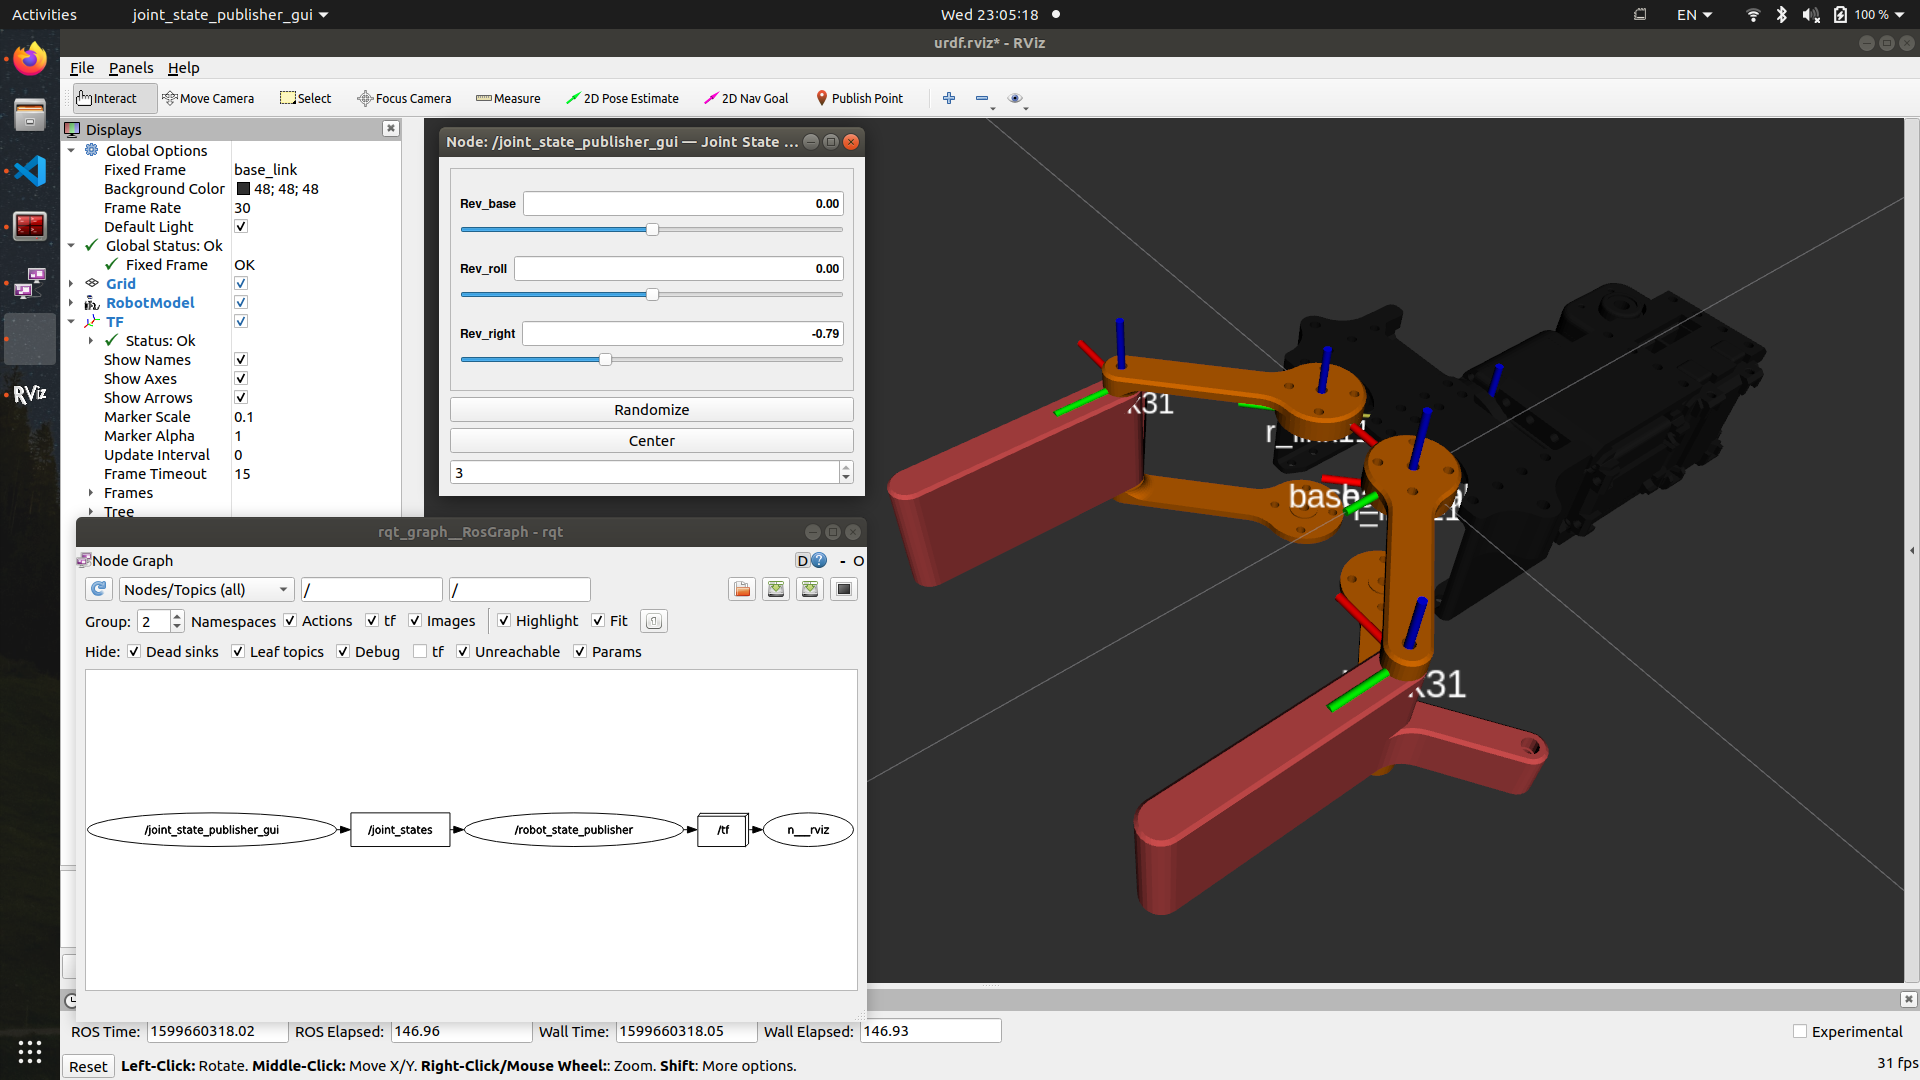 Activities
joint_state_publisher_gui
Wed 23:05:18
EN
100 %
urdf.rviz* - RViz
File Panels Help
Interact
Move Camera
Select
Focus Camera
Measure
2D Pose Estimate
2D Nav Goal
Publish Point
Displays
Global Options
Fixed Frame base_link
Background Color 48; 48; 48
Frame Rate 30
Default Light
Global Status: Ok
Fixed Frame OK
Grid
RobotModel
TF
Status: Ok
Show Names
Show Axes
Show Arrows
Marker Scale 0.1
Marker Alpha 1
Update Interval 0
Frame Timeout 15
Frames
Tree
RViz
Node: /joint_state_publisher_gui — Joint State ...
Rev_base 0.00
Rev_roll 0.00
Rev_right -0.79
Randomize
Center
3
k31
base
k31
rqt_graph__RosGraph - rqt
Node Graph
D
- O
Nodes/Topics (all)
/
/
Group: 2 Namespaces Actions tf Images Highlight Fit
Hide: Dead sinks Leaf topics Debug tf Unreachable Params
/joint_state_publisher_gui
/joint_states
/robot_state_publisher
/tf
n___rviz
ROS Time: 1599660318.02 ROS Elapsed: 146.96 Wall Time: 1599660318.05 Wall Elapsed: 146.93 Experimental
Reset Left-Click: Rotate. Middle-Click: Move X/Y. Right-Click/Mouse Wheel:: Zoom. Shift: More options.
31 fps